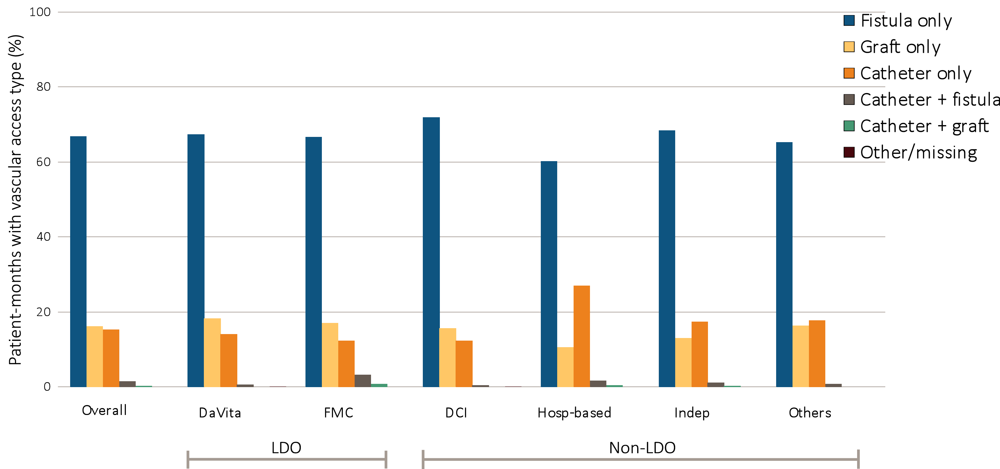 Patient-months with vascular access type (%)
100
80
60
40
20
0
Fistula only
Graft only
Catheter only
Catheter + fistula
Catheter + graft
Other/missing
Overall
DaVita
FMC
DCI
Hosp-based
Indep
Others
LDO
Non-LDO